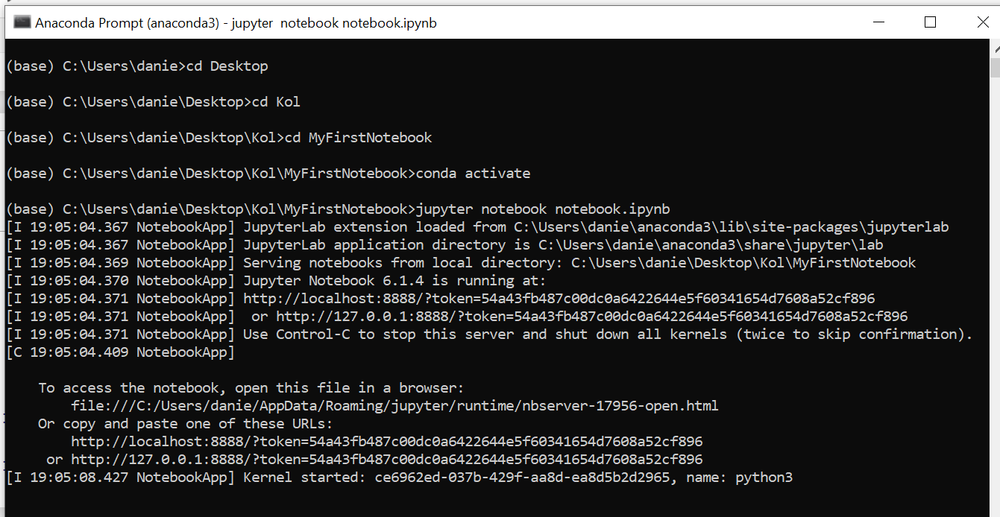 Anaconda Prompt (anaconda3) - jupyter  notebook notebook.ipynb
(base) C:\Users\danie>cd Desktop
(base) C:\Users\danie\Desktop>cd Kol
(base) C:\Users\danie\Desktop\Kol>cd MyFirstNotebook
(base) C:\Users\danie\Desktop\Kol\MyFirstNotebook>conda activate
(base) C:\Users\danie\Desktop\Kol\MyFirstNotebook>jupyter notebook notebook.ipynb
[I 19:05:04.367 NotebookApp] JupyterLab extension loaded from C:\Users\danie\anaconda3\lib\site-packages\jupyterlab
[I 19:05:04.367 NotebookApp] JupyterLab application directory is C:\Users\danie\anaconda3\share\jupyter\lab
[I 19:05:04.369 NotebookApp] Serving notebooks from local directory: C:\Users\danie\Desktop\Kol\MyFirstNotebook
[I 19:05:04.370 NotebookApp] Jupyter Notebook 6.1.4 is running at:
[I 19:05:04.371 NotebookApp] http://localhost:8888/?token=54a43fb487c00dc0a6422644e5f60341654d7608a52cf896
[I 19:05:04.371 NotebookApp]  or http://127.0.0.1:8888/?token=54a43fb487c00dc0a6422644e5f60341654d7608a52cf896
[I 19:05:04.371 NotebookApp] Use Control-C to stop this server and shut down all kernels (twice to skip confirmation).
[C 19:05:04.409 NotebookApp]
To access the notebook, open this file in a browser:
file:///C:/Users/danie/AppData/Roaming/jupyter/runtime/nbserver-17956-open.html
Or copy and paste one of these URLs:
http://localhost:8888/?token=54a43fb487c00dc0a6422644e5f60341654d7608a52cf896
or http://127.0.0.1:8888/?token=54a43fb487c00dc0a6422644e5f60341654d7608a52cf896
[I 19:05:08.427 NotebookApp] Kernel started: ce6962ed-037b-429f-aa8d-ea8d5b2d2965, name: python3